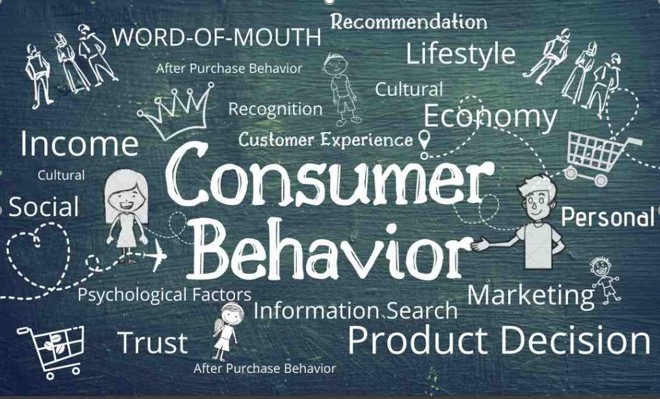 Recommendation
WORD-OF-MOUTH
Lifestyle
After Purchase Behavior
Cultural
Recognition
Economy
Income
Customer Experience
Cultural
Consumer
Social
Personal
Behavior
Psychological Factors
Marketing
Information Search
Trust
Product Decision
After Purchase Behavior